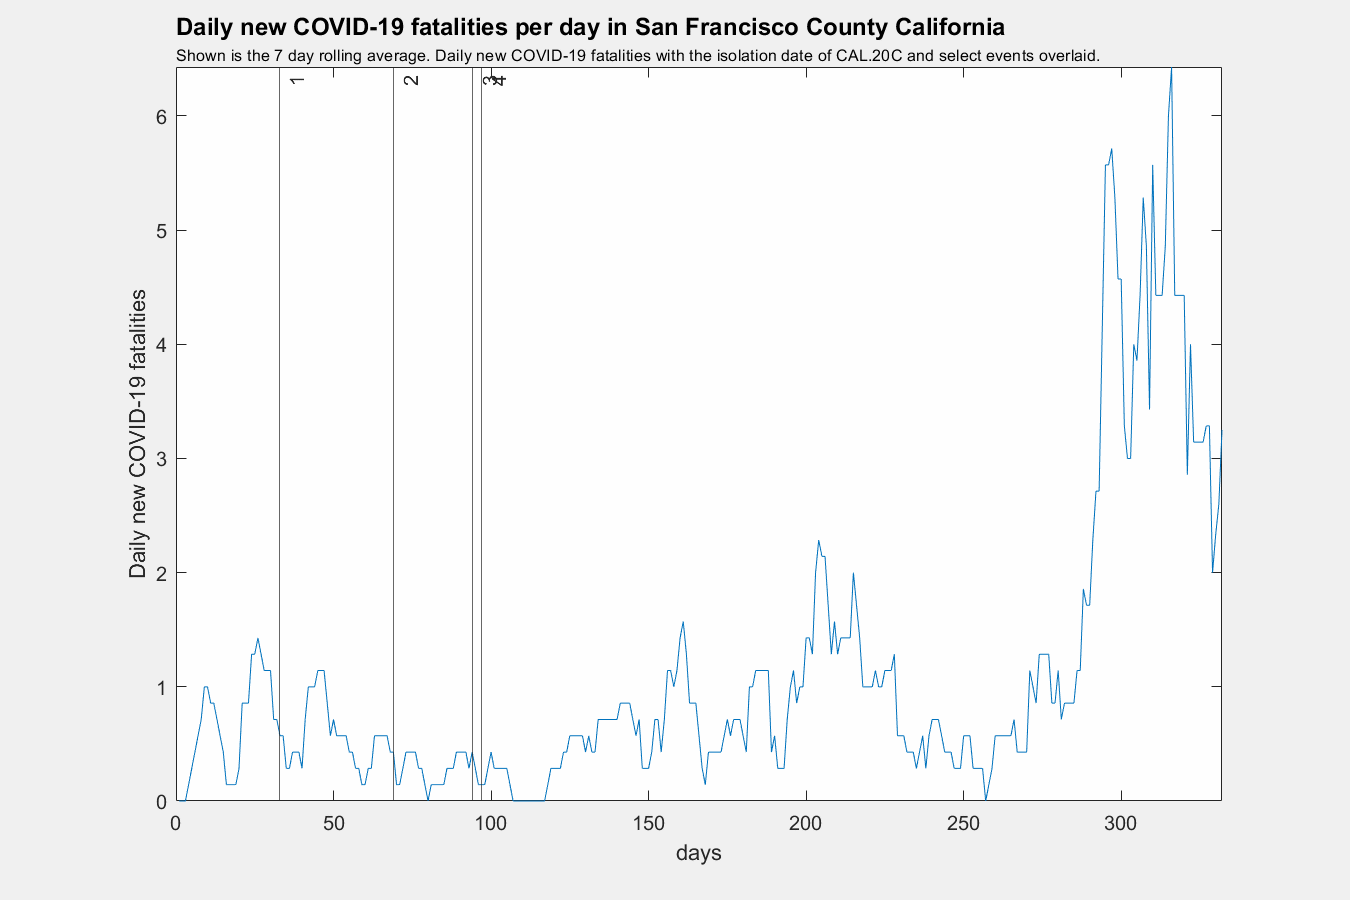 Daily new COVID-19 fatalities per day in San Francisco County California
Shown is the 7 day rolling average. Daily new COVID-19 fatalities with the isolation date of CAL.20C and select events overlaid.
1
2
3
4
6
5
4
3
2
1
0
Daily new COVID-19 fatalities
0 50 100 150 200 250 300
days